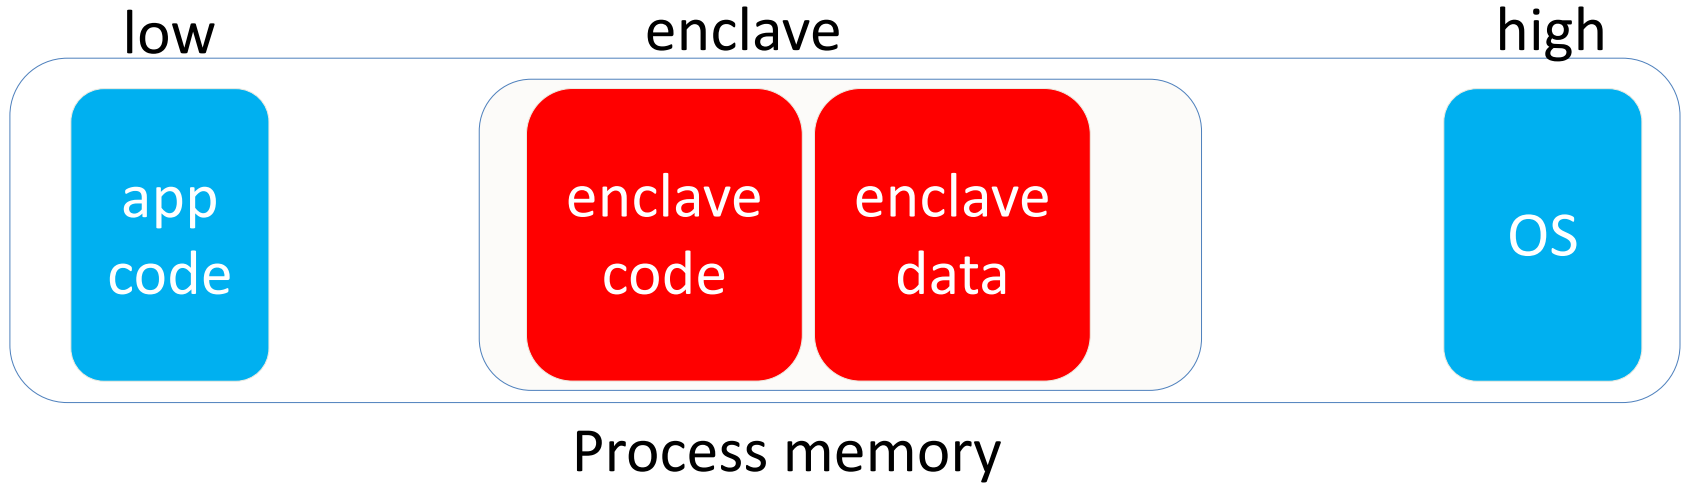 low
enclave
high
app
code
enclave
code
enclave
data
OS
Process memory